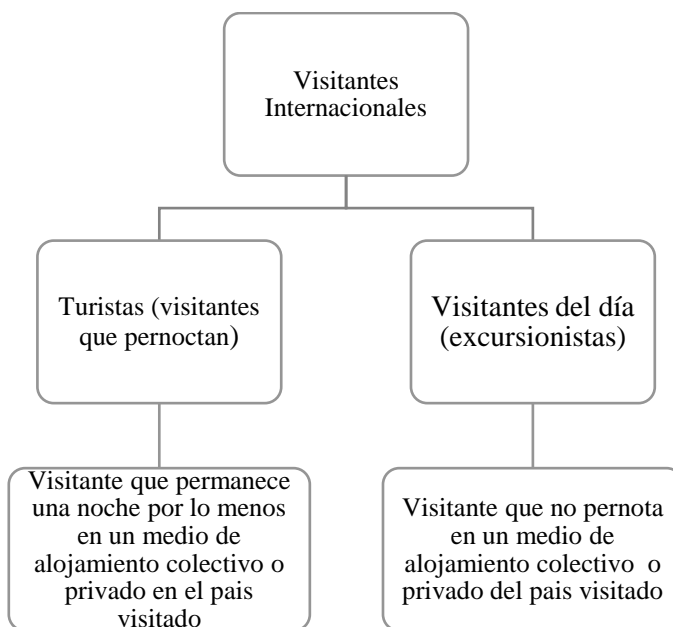 Visitantes
Internacionales
Turistas (visitantes
que pernoctan)
Visitantes del día
(excursionistas)
Visitante que permanece
una noche por lo menos
en un medio de
alojamiento colectivo o
privado en el pais
visitado
Visitante que no pernota
en un medio de
alojamiento colectivo o
privado del pais visitado